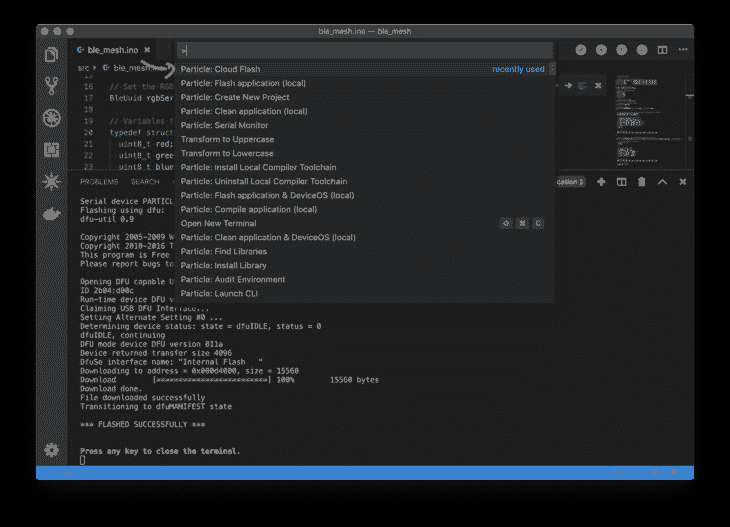 ble_mesh.ino — ble_mesh
ble_mesh.ino ×
>
src > ble_mesh.ino
Particle: Cloud Flash recently used
Particle: Flash application (local)
Particle: Create New Project
Particle: Clean application (local)
Particle: Serial Monitor
Transform to Uppercase
Transform to Lowercase
Particle: Install Local Compiler Toolchain
Particle: Uninstall Local Compiler Toolchain
Particle: Flash application & DeviceOS (local)
Particle: Compile application (local)
Open New Terminal ⇧ ⌘ C
Particle: Clean application & DeviceOS (local)
Particle: Find Libraries
Particle: Install Library
Particle: Audit Environment
Particle: Launch CLI
15
16 // Set the RGB
17 BleUuid rgbSer
18
19 // Variables f
20 typedef struct
21 uint8_t red;
22 uint8_t gree
23 uint8_t blue
PROBLEMS SEARCH
Serial device PARTICL
Flashing using dfu:
dfu-util 0.9
Copyright 2005-2009 W
Copyright 2010-2016 T
This program is Free
Please report bugs to
Opening DFU capable U
ID 2b04:d00c
Run-time device DFU v
Claiming USB DFU Interface...
Setting Alternate Setting #0 ...
Determining device status: state = dfuIDLE, status = 0
dfuIDLE, continuing
DFU mode device DFU version 011a
Device returned transfer size 4096
DfuSe interface name: "Internal Flash   "
Downloading to address = 0x000d4000, size = 15560
Download [=========================] 100% 15560 bytes
Download done.
File downloaded successfully
Transitioning to dfuMANIFEST state
*** FLASHED SUCCESSFULLY ***
Press any key to close the terminal.